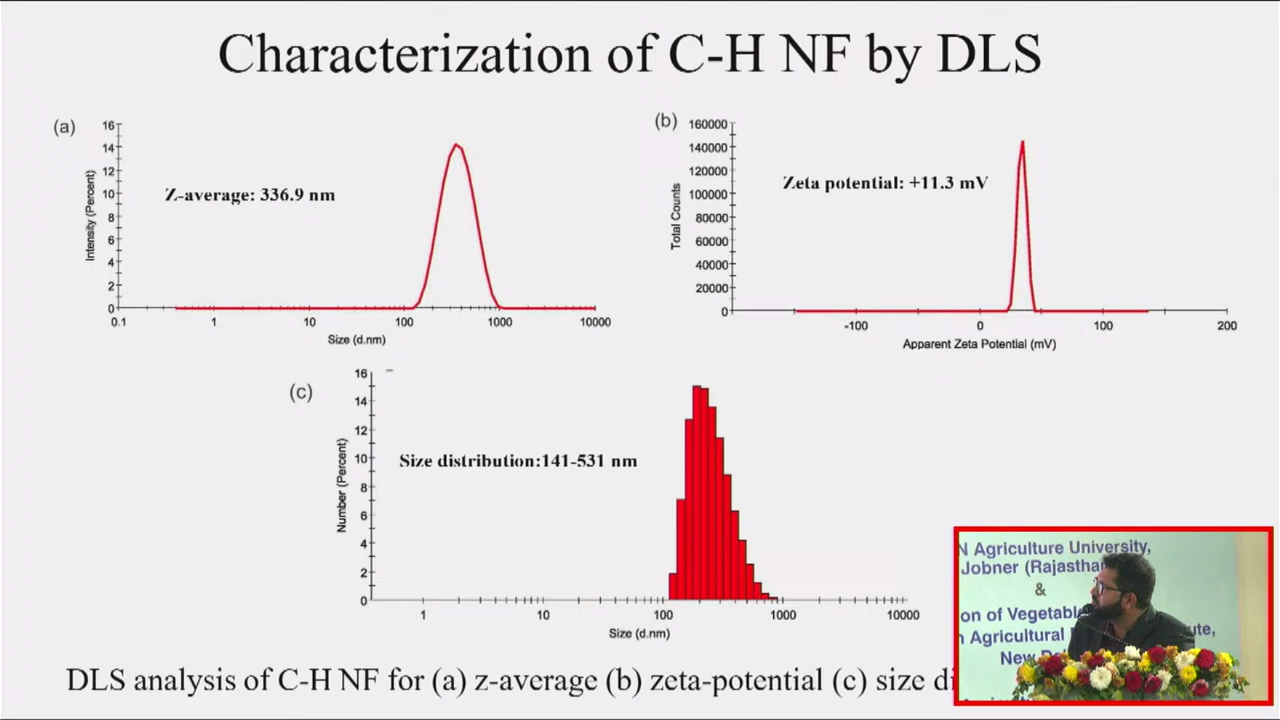 Characterization of C-H NF by DLS
(a)
16
14
12
10
8
6
4
2
0
Intensity (Percent)
Z-average: 336.9 nm
0.1 1 10 100 1000 10000
Size (d.nm)
(b)
160000
140000
120000
100000
80000
60000
40000
20000
0
Total Counts
Zeta potential: +11.3 mV
-100 0 100 200
Apparent Zeta Potential (mV)
(c)
16
14
12
10
8
6
4
2
0
Number (Percent)
Size distribution:141-531 nm
1 10 100 1000 10000
Size (d.nm)
DLS analysis of C-H NF for (a) z-average (b) zeta-potential (c) size
N Agriculture University,
Jobner
&
on of
Agricultural
New